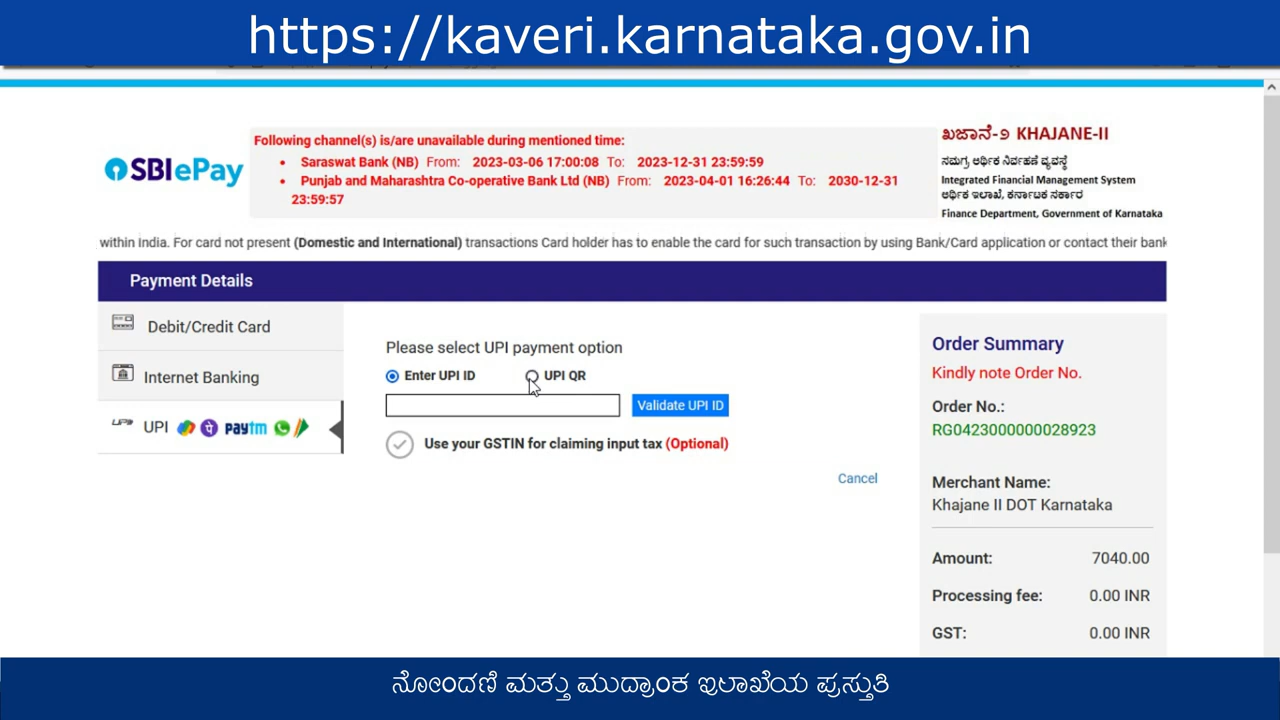 https://kaveri.karnataka.gov.in
SBI ePay
Following channel(s) is/are unavailable during mentioned time:
Saraswat Bank (NB) From: 2023-03-06 17:00:08 To: 2023-12-31 23:59:59
Punjab and Maharashtra Co-operative Bank Ltd (NB) From: 2023-04-01 16:26:44 To: 2030-12-31
23:59:57
ಖಜಾನೆ-೨ KHAJANE-II
ಸಮಗ್ರ ಆರ್ಥಿಕ ನಿರ್ವಹಣೆ ವ್ಯವಸ್ಥೆ
Integrated Financial Management System
ಆರ್ಥಿಕ ಇಲಾಖೆ, ಕರ್ನಾಟಕ ಸರ್ಕಾರ
Finance Department, Government of Karnataka
within India. For card not present (Domestic and International) transactions Card holder has to enable the card for such transaction by using Bank/Card application or contact their bank
Payment Details
Debit/Credit Card
Internet Banking
UPI paytm
Please select UPI payment option
Enter UPI ID UPI QR
Validate UPI ID
Use your GSTIN for claiming input tax (Optional)
Cancel
Order Summary
Kindly note Order No.
Order No.:
RG0423000000028923
Merchant Name:
Khajane II DOT Karnataka
Amount: 7040.00
Processing fee: 0.00 INR
GST: 0.00 INR
ನೋಂದಣಿ ಮತ್ತು ಮುದ್ರಾಂಕ ಇಲಾಖೆಯ ಪ್ರಸ್ತುತಿ